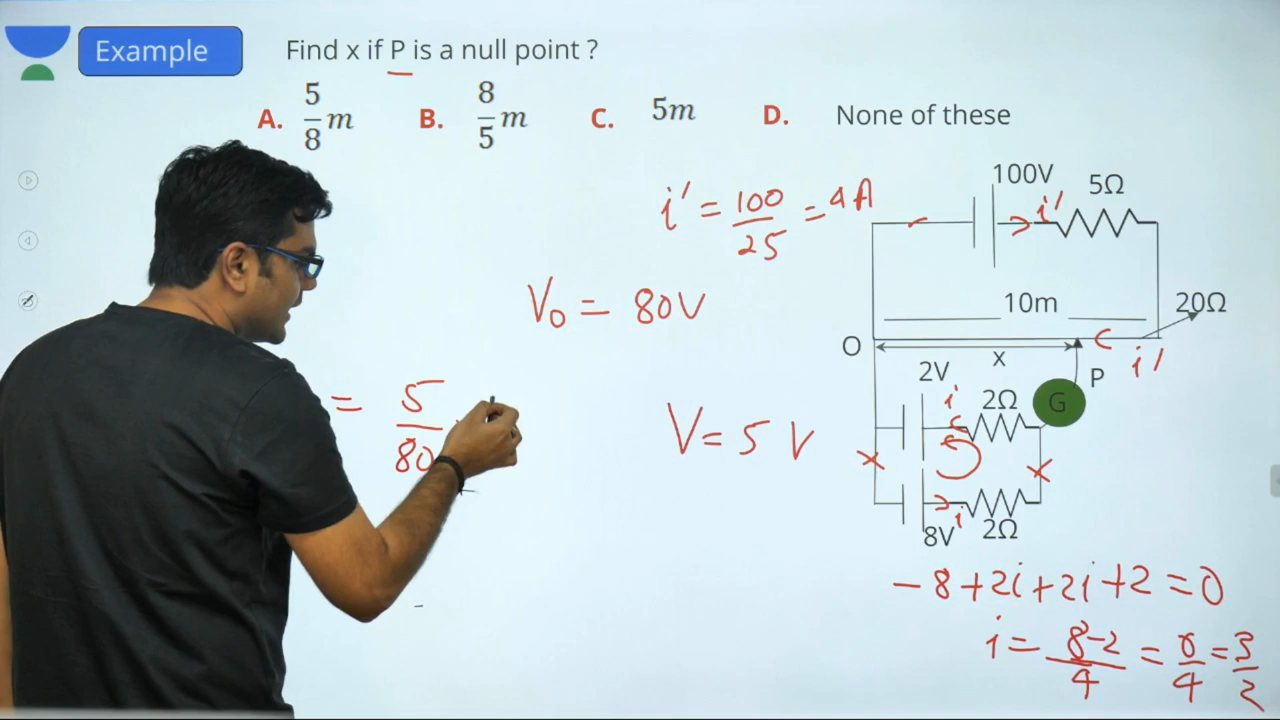 Example
Find x if P is a null point ?
A. 5/8 m B. 8/5 m C. 5m D. None of these
i' = 100/25 = 4A
V₀ = 80V
= 5/80
V = 5 V
100V
5Ω
i'
10m
20Ω
O
x
P
i'
2V
i
2Ω
G
i
8V
2Ω
-8+2i+2i+2=0
i = 8-2/4 = 6/4 = 3/2